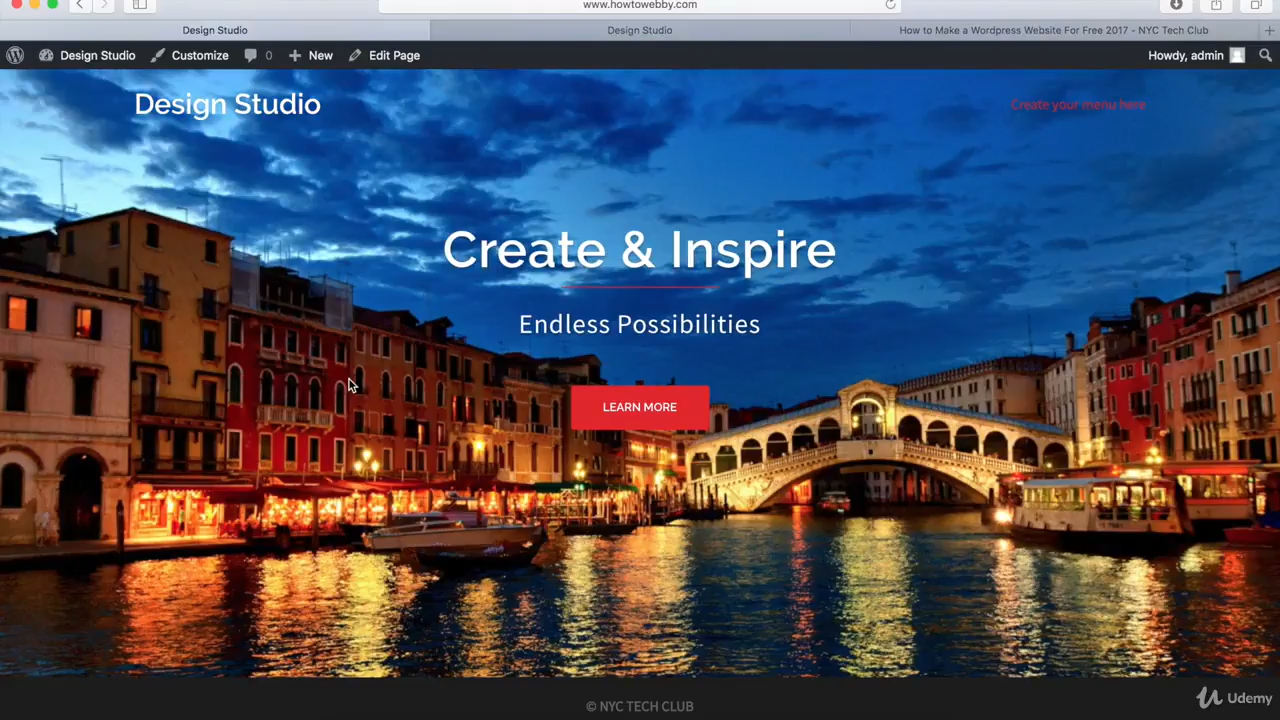 www.howtowebby.com
Design Studio
Design Studio
How to Make a Wordpress Website For Free 2017 - NYC Tech Club
Design Studio
Customize
0
New
Edit Page
Howdy, admin
Design Studio
Create your menu here
Create & Inspire
Endless Possibilities
LEARN MORE
© NYC TECH CLUB
Udemy